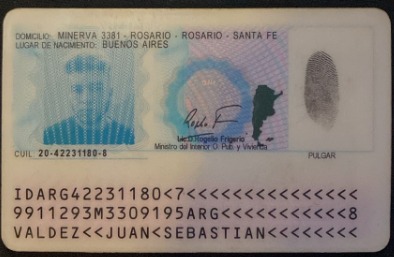 DOMICILIO: MINERVA 3381 - ROSARIO - ROSARIO - SANTA FE
LUGAR DE NACIMIENTO: BUENOS AIRES
Lic. D. Rogelio Frigerio
Ministro del Interior O. Pub. y Vivienda
CUIL: 20-42231180-8
PULGAR
IDARG42231180<7<<<<<<<<<<<<<<<
9911293M3309195ARG<<<<<<<<<<<8
VALDEZ<<JUAN<SEBASTIAN<<<<<<<<